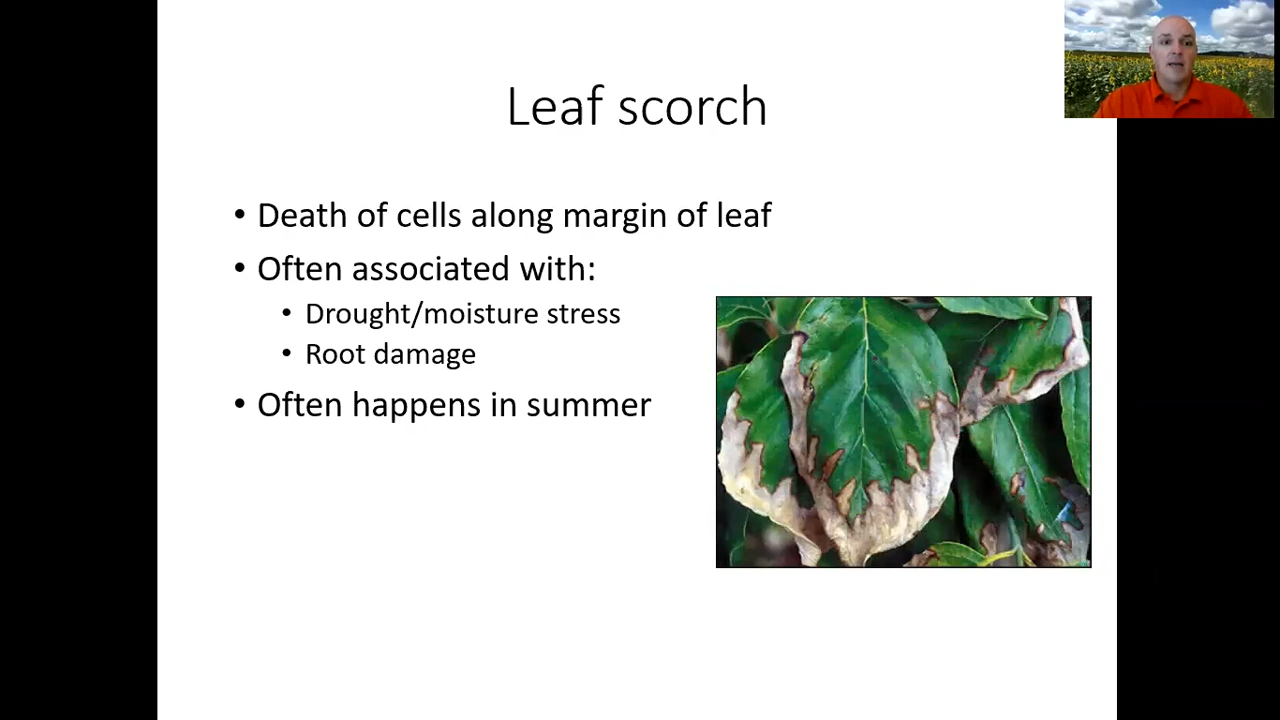 Leaf scorch
• Death of cells along margin of leaf
• Often associated with:
• Drought/moisture stress
• Root damage
• Often happens in summer